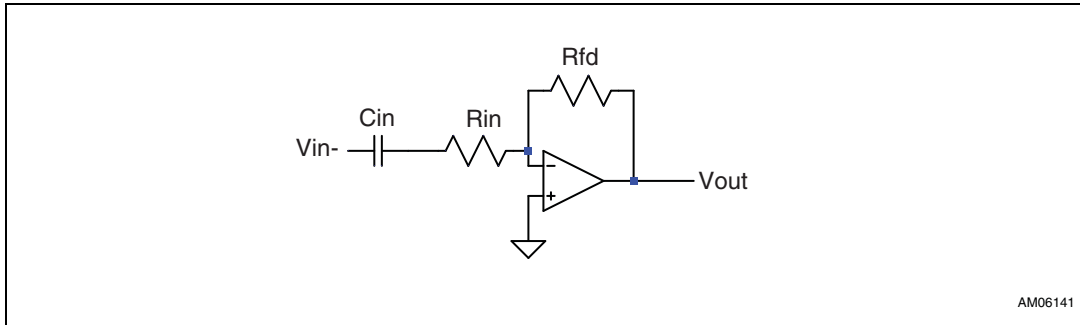 Rfd
Cin
Rin
Vin-
-
+
Vout
AM06141